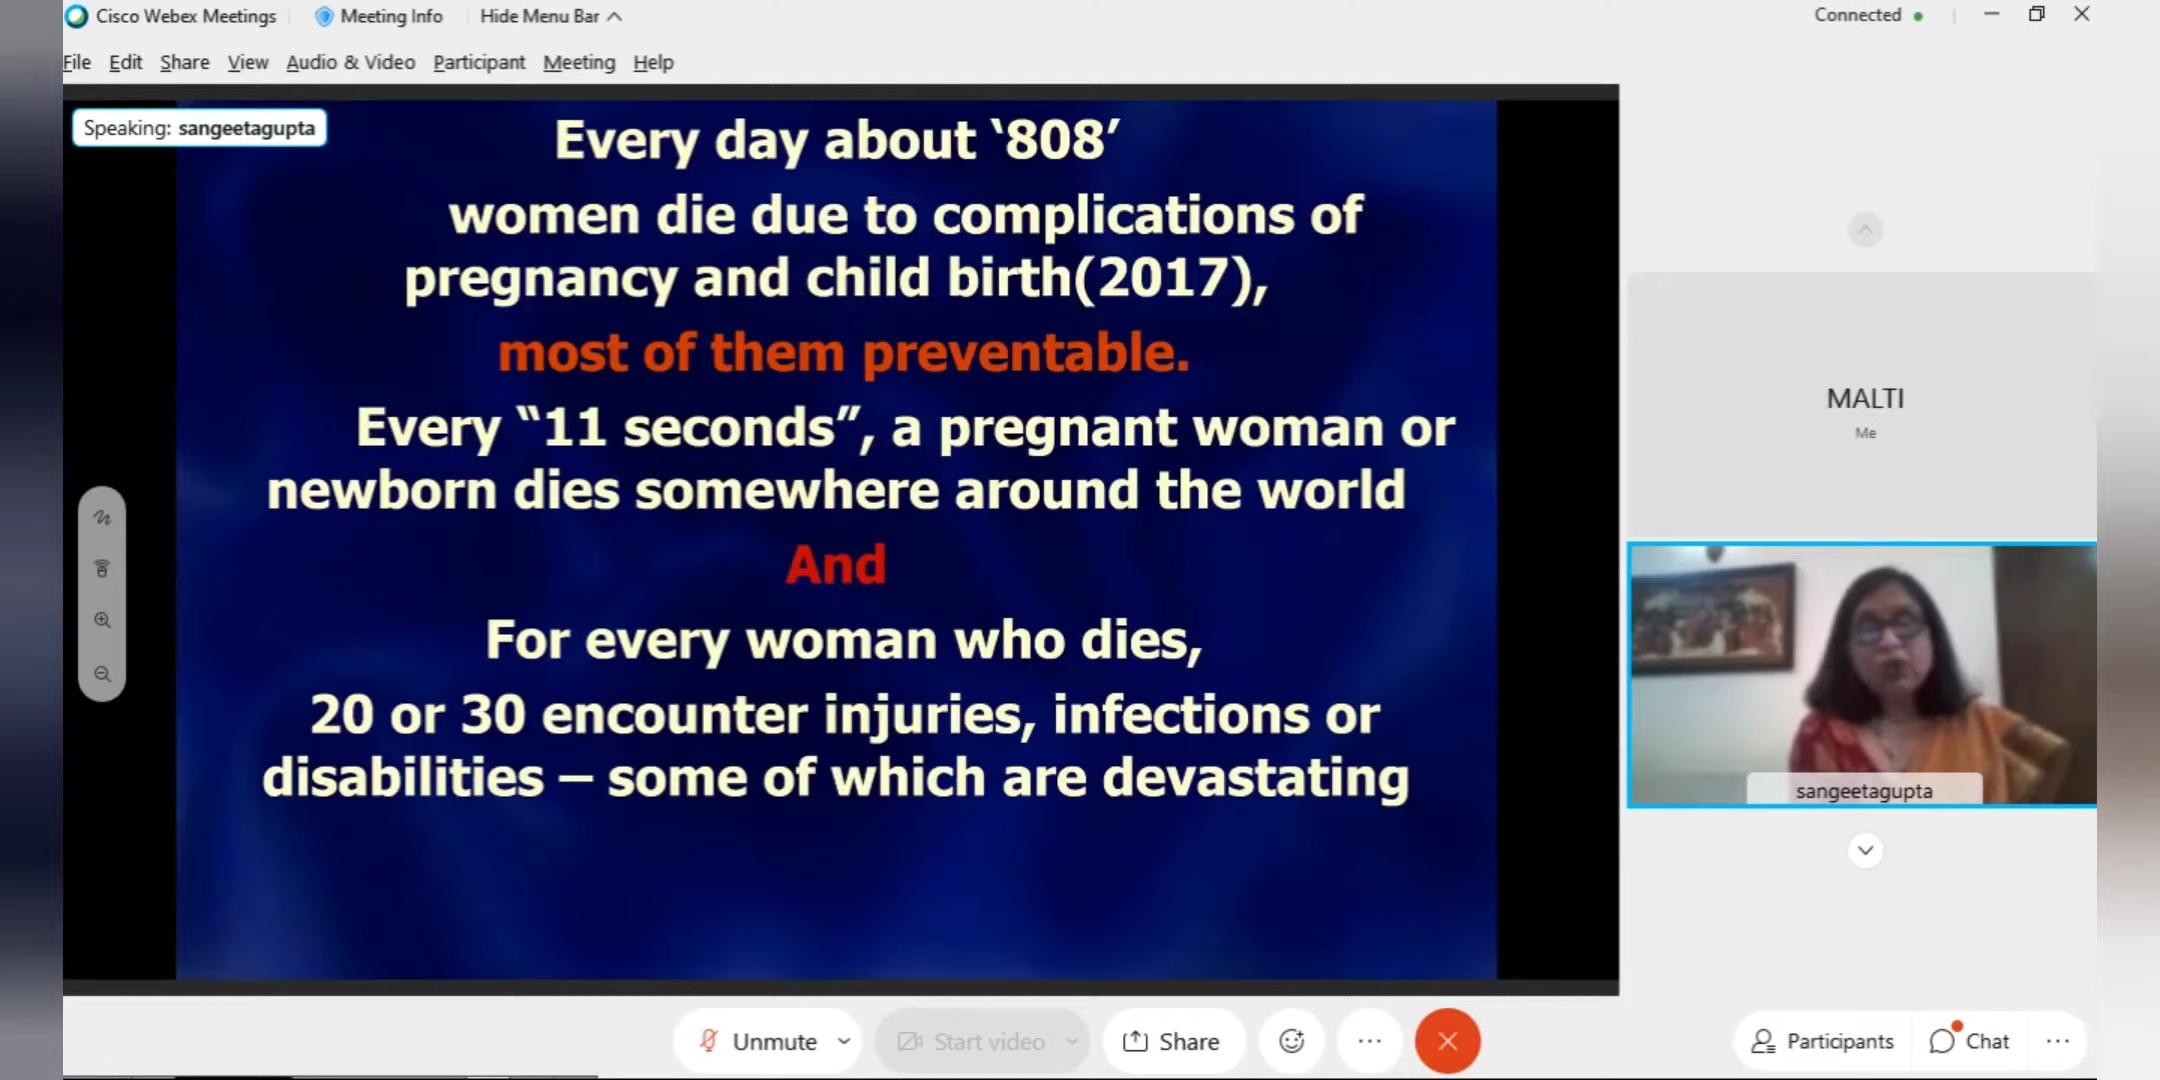 Cisco Webex Meetings Meeting Info Hide Menu Bar Connected
File Edit Share View Audio & Video Participant Meeting Help
Speaking: sangeetagupta
Every day about ‘808’
women die due to complications of
pregnancy and child birth(2017),
most of them preventable.
Every “11 seconds”, a pregnant woman or
newborn dies somewhere around the world
And
For every woman who dies,
20 or 30 encounter injuries, infections or
disabilities – some of which are devastating
MALTI
Me
sangeetagupta
Unmute Start video Share Participants Chat